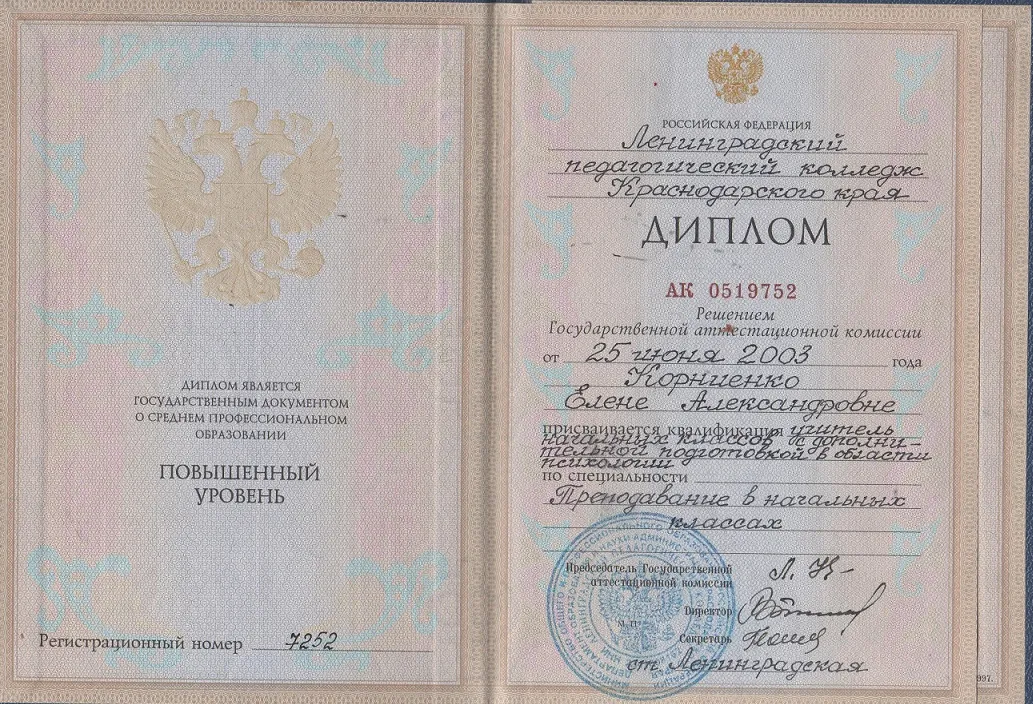 ДИПЛОМ ЯВЛЯЕТСЯ
ГОСУДАРСТВЕННЫМ ДОКУМЕНТОМ
О СРЕДНЕМ ПРОФЕССИОНАЛЬНОМ
ОБРАЗОВАНИИ
ПОВЫШЕННЫЙ
УРОВЕНЬ
Регистрационный номер 7252
РОССИЙСКАЯ ФЕДЕРАЦИЯ
Ленинградский
педагогический колледж
Краснодарского края
ДИПЛОМ
АК 0519752
Решением
Государственной аттестационной комиссии
от 25 июня 2003 года
Корниенко
Елене Александровне
присваивается квалификация учитель
начальных классов с дополни-
тельной подготовкой в области
психологии
по специальности
Преподавание в начальных
классах
Председатель Государственной
аттестационной комиссии
Директор
М. П.
Секретарь
ст. Ленинградская